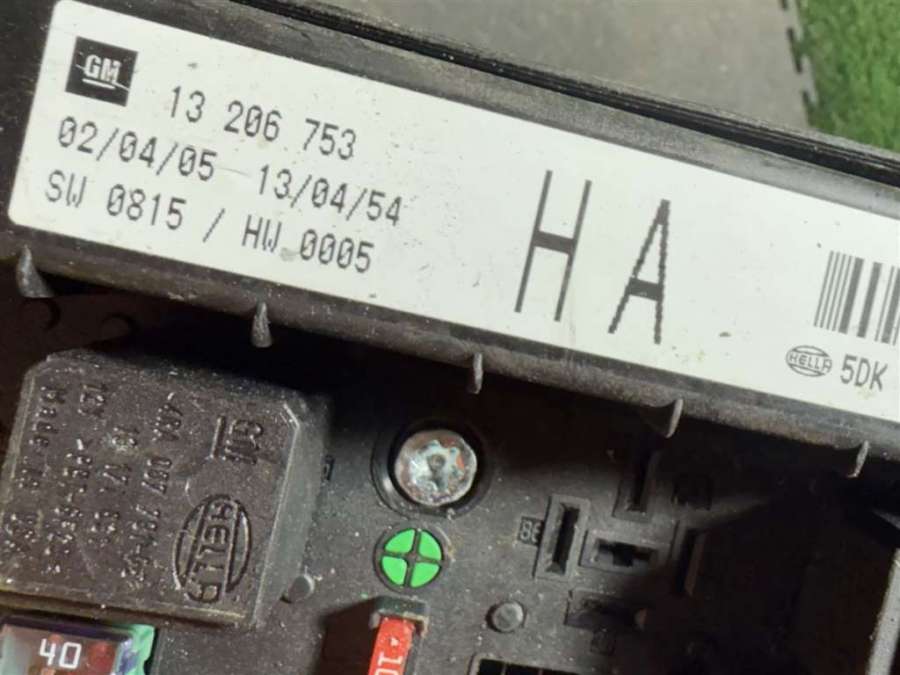 GM
13 206 753
02/04/05 13/04/54
SW 0815 / HW 0005
HA
HELLA 5DK
GM
HELLA
86
40
10